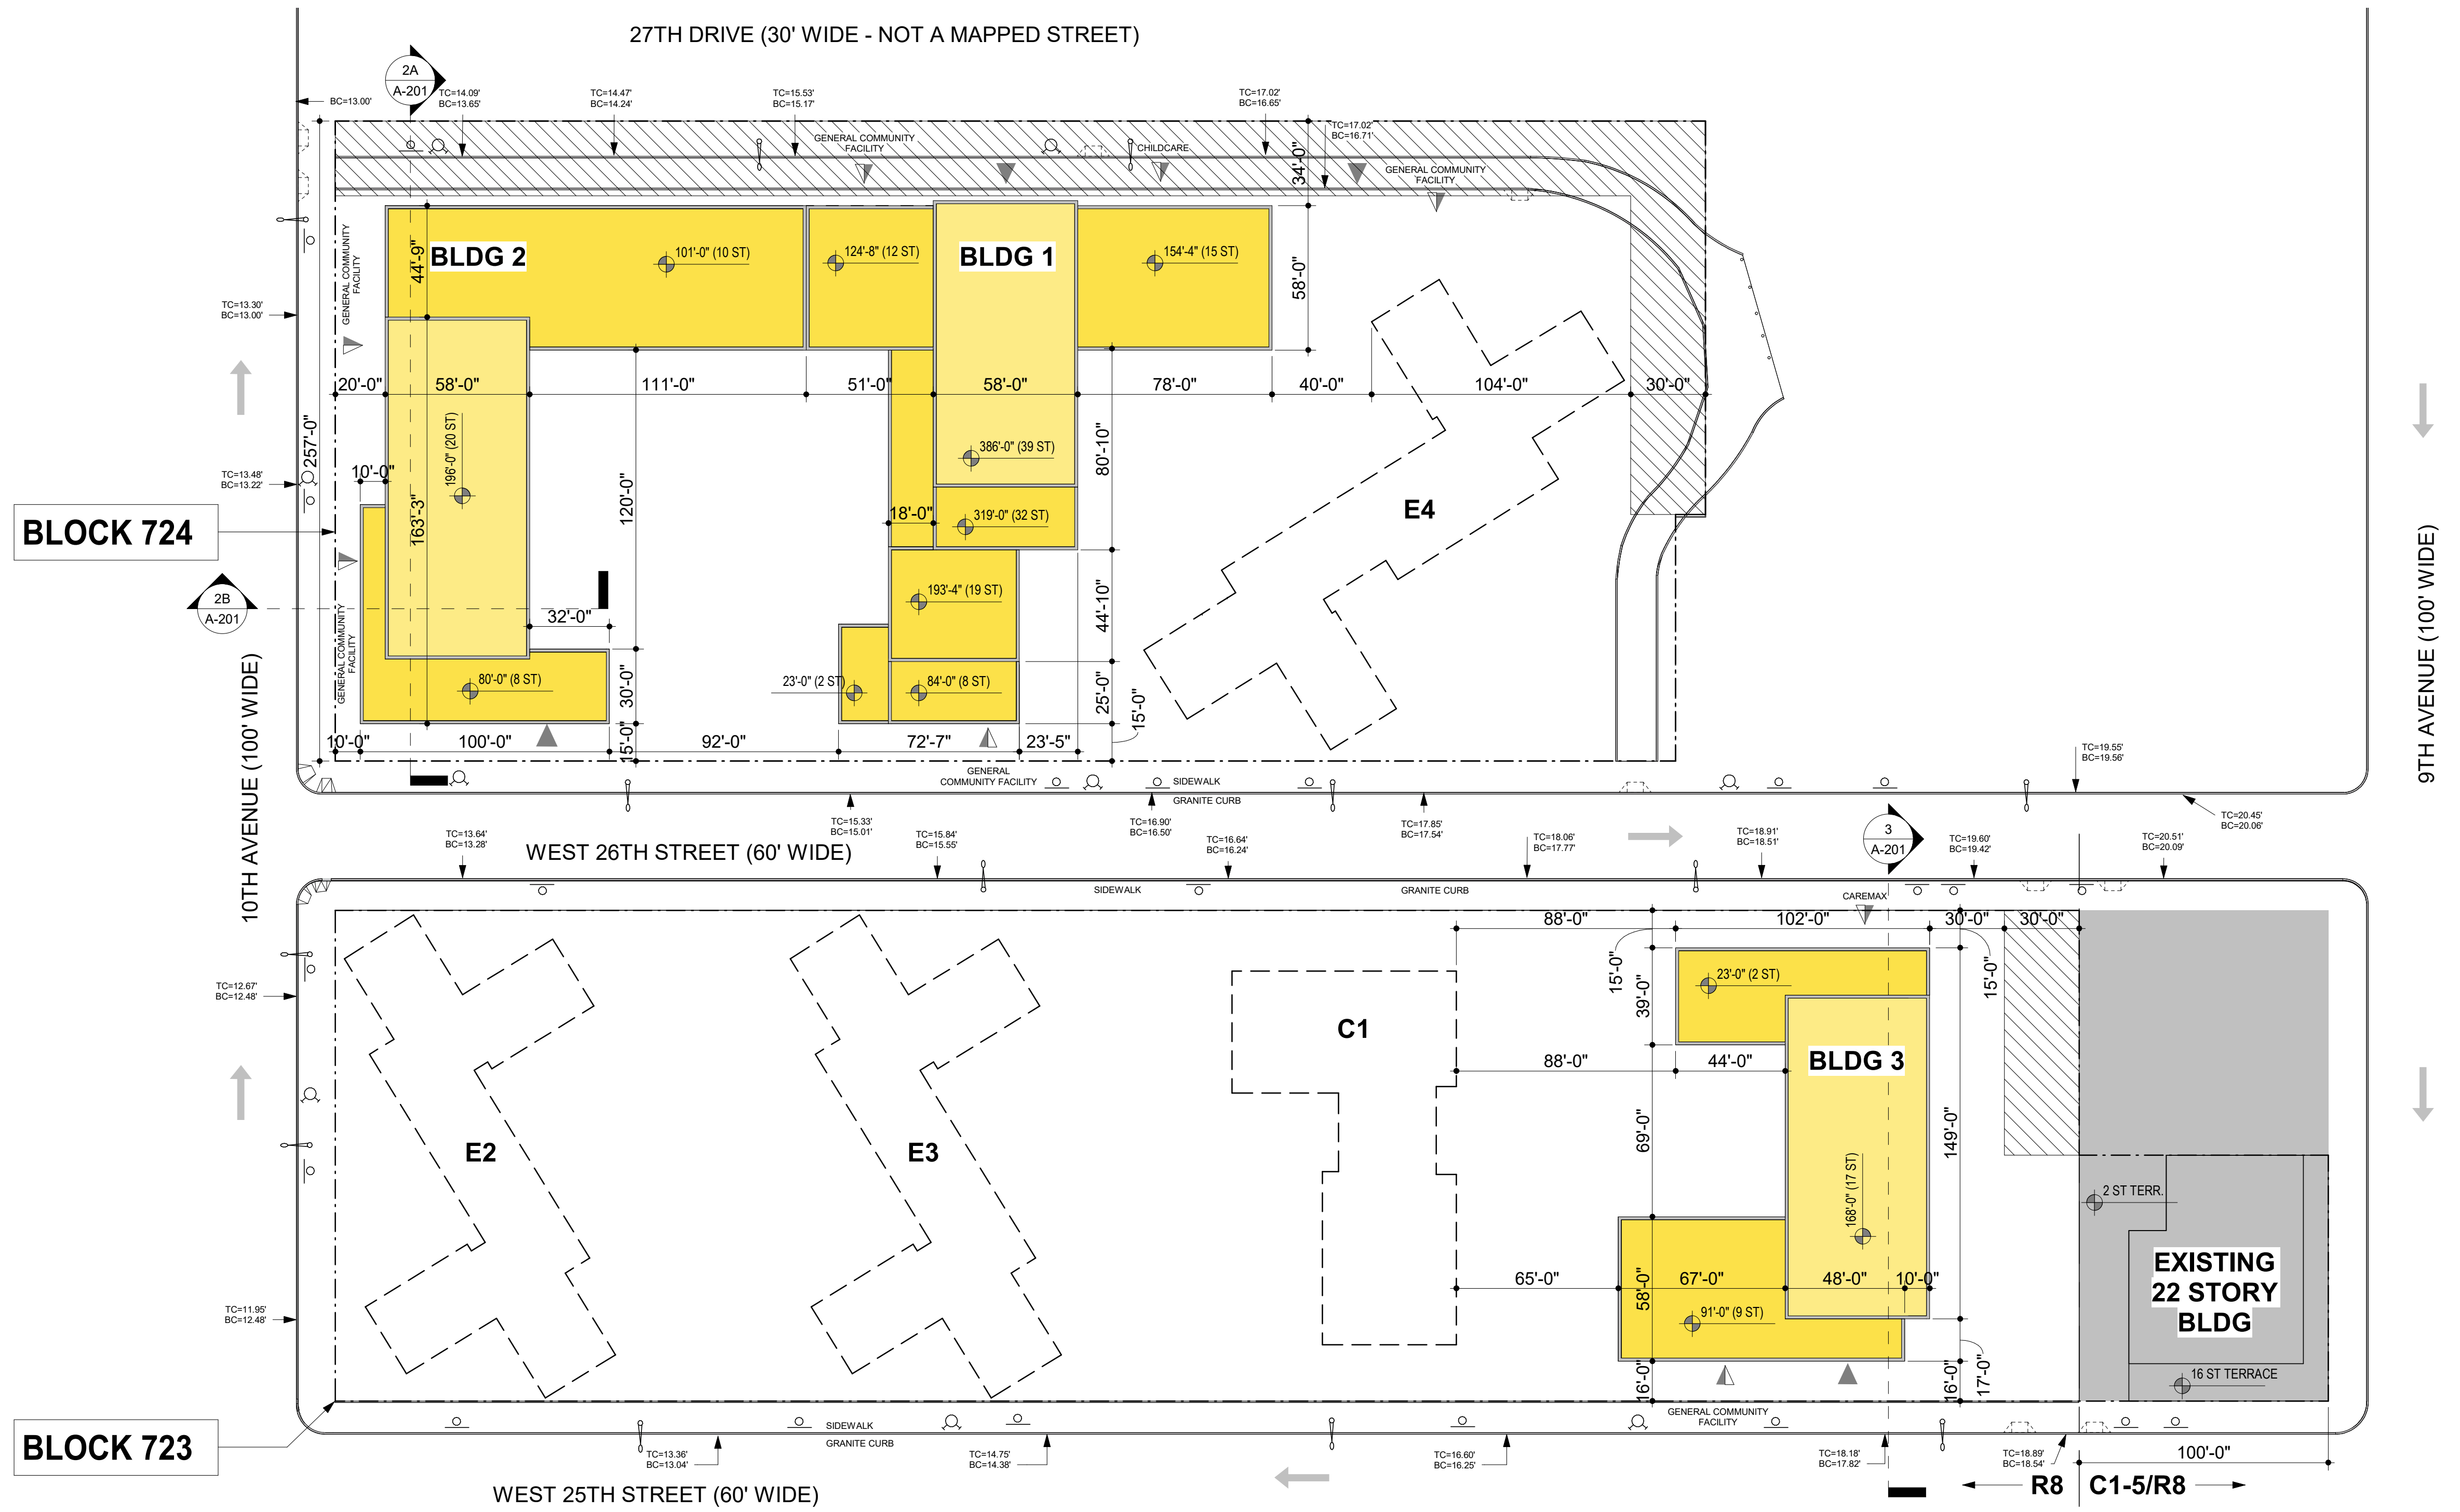 27TH DRIVE (30' WIDE - NOT A MAPPED STREET)
2A
A-201
BC=13.00'
TC=14.09'
BC=13.65'
TC=14.47'
BC=14.24'
TC=15.53'
BC=15.17'
TC=17.02'
BC=16.65'
TC=17.02'
BC=16.71'
GENERAL COMMUNITY
FACILITY
CHILDCARE
GENERAL COMMUNITY
FACILITY
34'-0"
GENERAL COMMUNITY
FACILITY
44'-9"
BLDG 2
101'-0" (10 ST)
124'-8" (12 ST)
BLDG 1
154'-4" (15 ST)
58'-0"
TC=13.30'
BC=13.00'
20'-0"
58'-0"
111'-0"
51'-0"
58'-0"
78'-0"
40'-0"
104'-0"
30'-0"
257'-0"
196'-0" (20 ST)
386'-0" (39 ST)
80'-10"
TC=13.48'
BC=13.22'
10'-0"
120'-0"
163'-3"
18'-0"
319'-0" (32 ST)
E4
BLOCK 724
2B
A-201
GENERAL COMMUNITY
FACILITY
32'-0"
193'-4" (19 ST)
44'-10"
80'-0" (8 ST)
30'-0"
23'-0" (2 ST)
84'-0" (8 ST)
25'-0"
15'-0"
10'-0"
100'-0"
15'-0"
92'-0"
72'-7"
23'-5"
10TH AVENUE (100' WIDE)
9TH AVENUE (100' WIDE)
GENERAL
COMMUNITY FACILITY
SIDEWALK
GRANITE CURB
TC=19.55'
BC=19.56'
TC=15.33'
BC=15.01'
TC=16.90'
BC=16.50'
TC=17.85'
BC=17.54'
TC=20.45'
BC=20.06'
WEST 26TH STREET (60' WIDE)
TC=13.64'
BC=13.28'
TC=15.84'
BC=15.55'
TC=16.64'
BC=16.24'
TC=18.06'
BC=17.77'
TC=18.91'
BC=18.51'
3
A-201
TC=19.60'
BC=19.42'
TC=20.51'
BC=20.09'
SIDEWALK
GRANITE CURB
CAREMAX
88'-0"
102'-0"
30'-0"
30'-0"
15'-0"
39'-0"
23'-0" (2 ST)
15'-0"
TC=12.67'
BC=12.48'
C1
88'-0"
44'-0"
BLDG 3
69'-0"
149'-0"
E2
E3
168'-0" (17 ST)
2 ST TERR.
EXISTING
22 STORY
BLDG
65'-0"
58'-0"
67'-0"
48'-0"
10'-0"
91'-0" (9 ST)
TC=11.95'
BC=12.48'
16'-0"
16'-0"
17'-0"
16 ST TERRACE
GENERAL COMMUNITY
FACILITY
SIDEWALK
GRANITE CURB
BLOCK 723
TC=13.36'
BC=13.04'
TC=14.75'
BC=14.38'
TC=16.60'
BC=16.25'
TC=18.18'
BC=17.82'
TC=18.89'
BC=18.54'
100'-0"
R8
C1-5/R8
WEST 25TH STREET (60' WIDE)